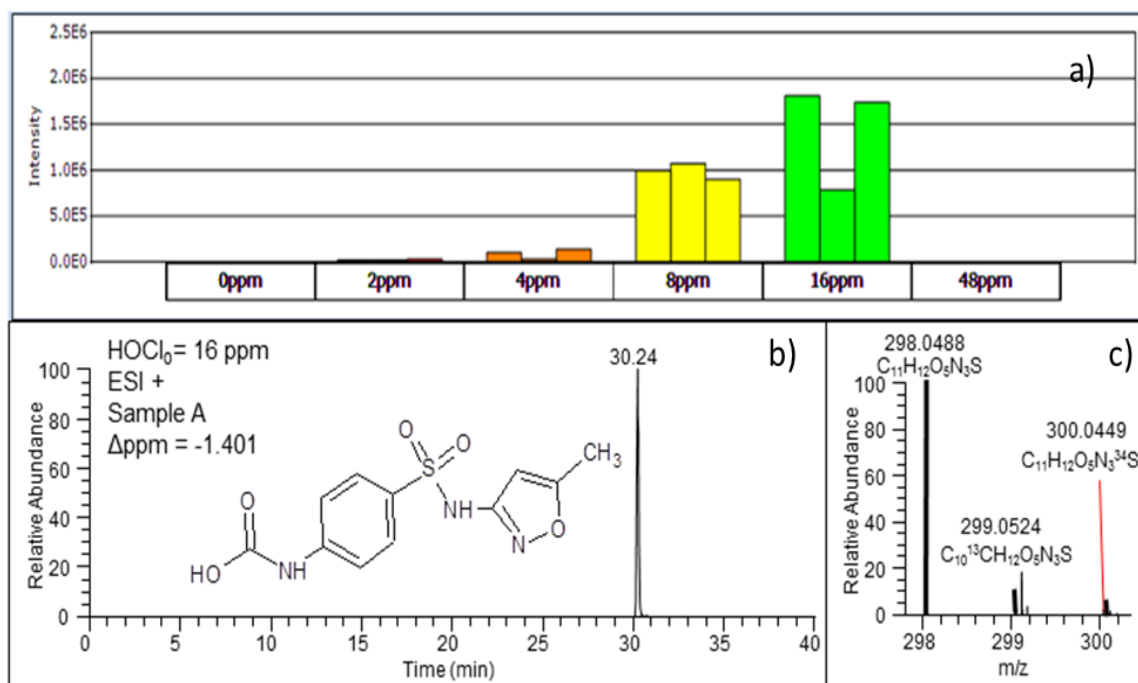 2.5E6
a)
2.0E6
1.5E6
1.0E6
5.0E5
0.0E0
Intensity
0ppm 2ppm 4ppm 8ppm 16ppm 48ppm
HOCl₀= 16 ppm
ESI +
Sample A
Δppm = -1.401
b)
30.24
100
80
60
40
20
0
Relative Abundance
O
O
S
CH₃
NH
N
O
O
HO
NH
0 5 10 15 20 25 30 35 40
Time (min)
c)
298.0488
C₁₁H₁₂O₅N₃S
300.0449
C₁₁H₁₂O₅N₃³⁴S
299.0524
C₁₀¹³CH₁₂O₅N₃S
100
80
60
40
20
0
Relative Abundance
298 299 300
m/z